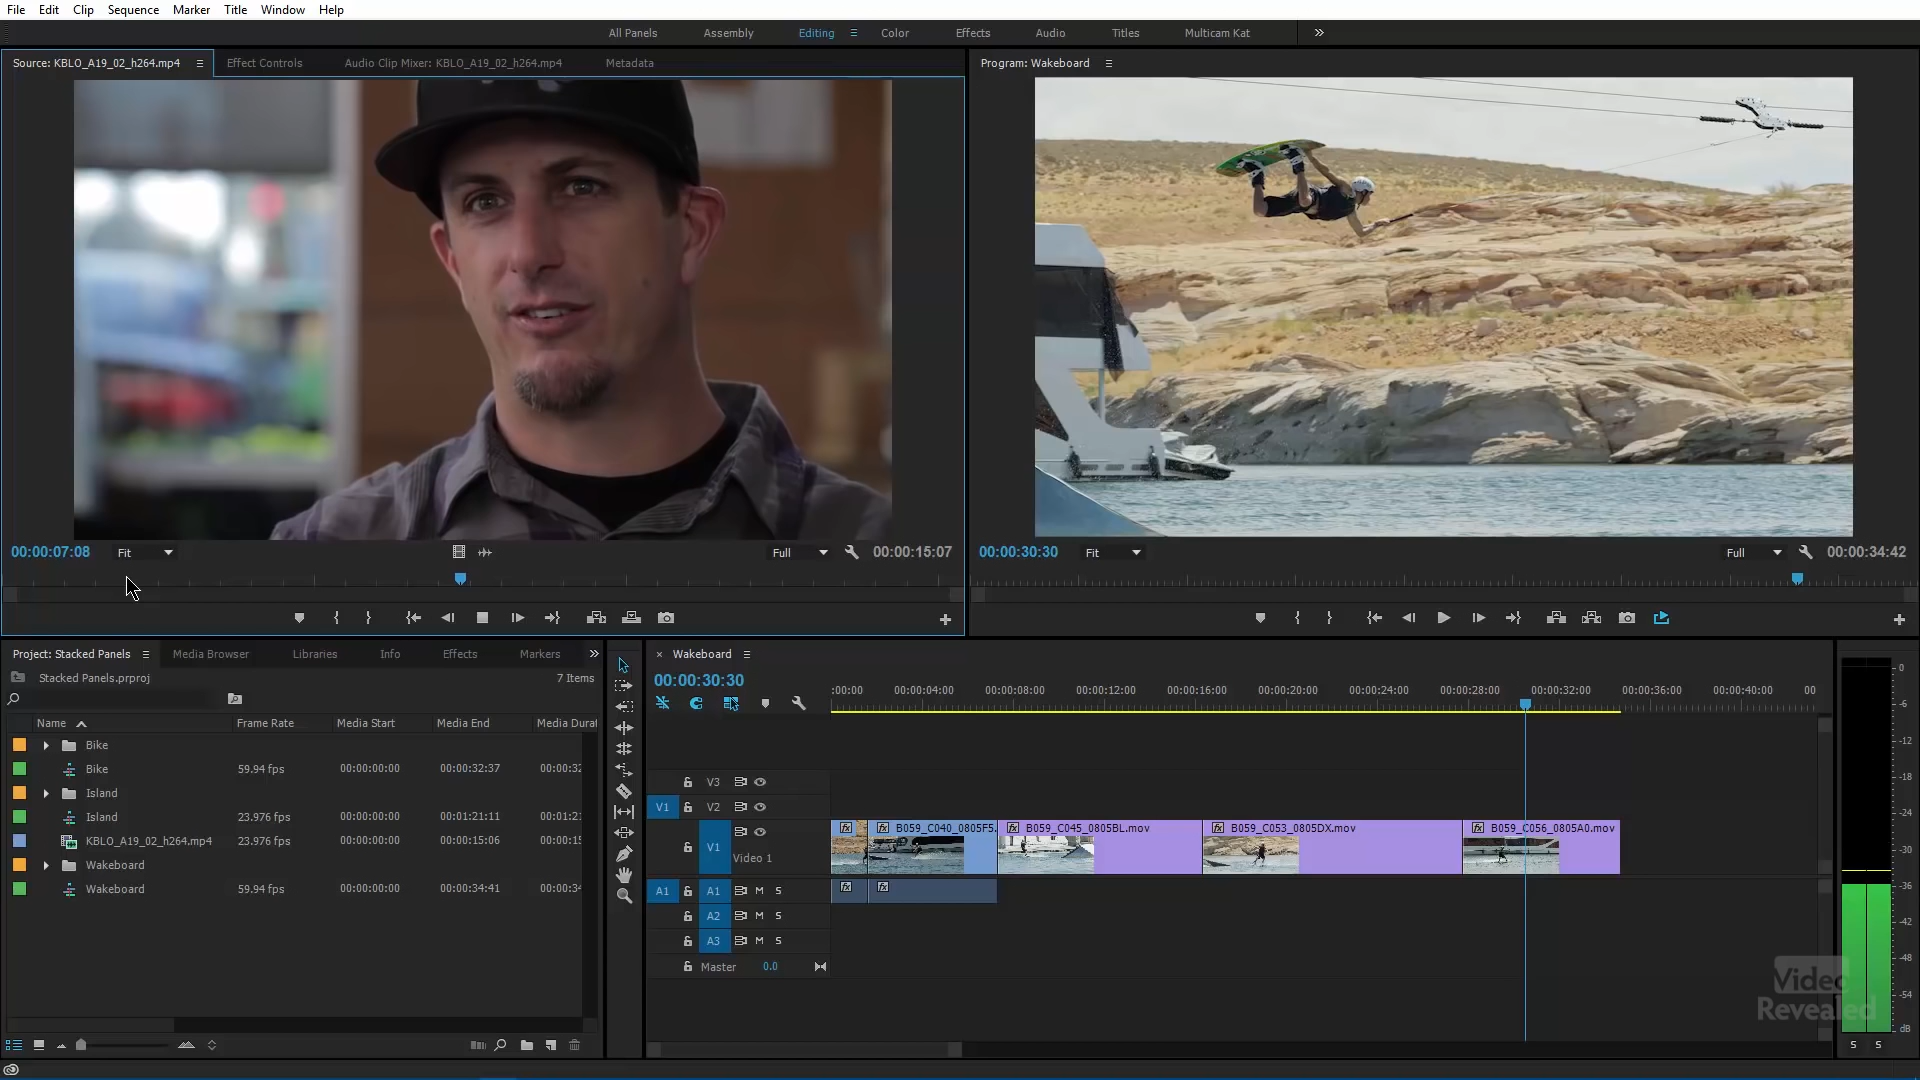 File Edit Clip Sequence Marker Title Window Help
All Panels Assembly Editing Color Effects Audio Titles Multicam Kat
Source: KBLO_A19_02_h264.mp4 Effect Controls Audio Clip Mixer: KBLO_A19_02_h264.mp4 Metadata
Program: Wakeboard
00:00:07:08 Fit Full 00:00:15:07
00:00:30:30 Fit Full 00:00:34:42
Project: Stacked Panels Media Browser Libraries Info Effects Markers
Stacked Panels.prproj 7 Items
Name Frame Rate Media Start Media End Media Durat
Bike
Bike 59.94 fps 00:00:00:00 00:00:32:37 00:00:32
Island
Island 23.976 fps 00:00:00:00 00:01:21:11 00:01:2
KBLO_A19_02_h264.mp4 23.976 fps 00:00:00:00 00:00:15:06 00:00:15
Wakeboard
Wakeboard 59.94 fps 00:00:00:00 00:00:34:41 00:00:34
Wakeboard
00:00:30:30
:00:00 00:00:04:00 00:00:08:00 00:00:12:00 00:00:16:00 00:00:20:00 00:00:24:00 00:00:28:00 00:00:32:00 00:00:36:00 00:00:40:00 00
V3
V1 V2
fx fx B059_C040_0805F5. fx B059_C045_0805BL.mov fx B059_C053_0805DX.mov fx B059_C056_0805A0.mov
V1 Video 1
A1 A1 M S fx fx
A2 M S
A3 M S
Master 0.0
0
-6
-12
-18
-24
-30
-36
-42
-48
-54
dB
S S
Video
Revealed